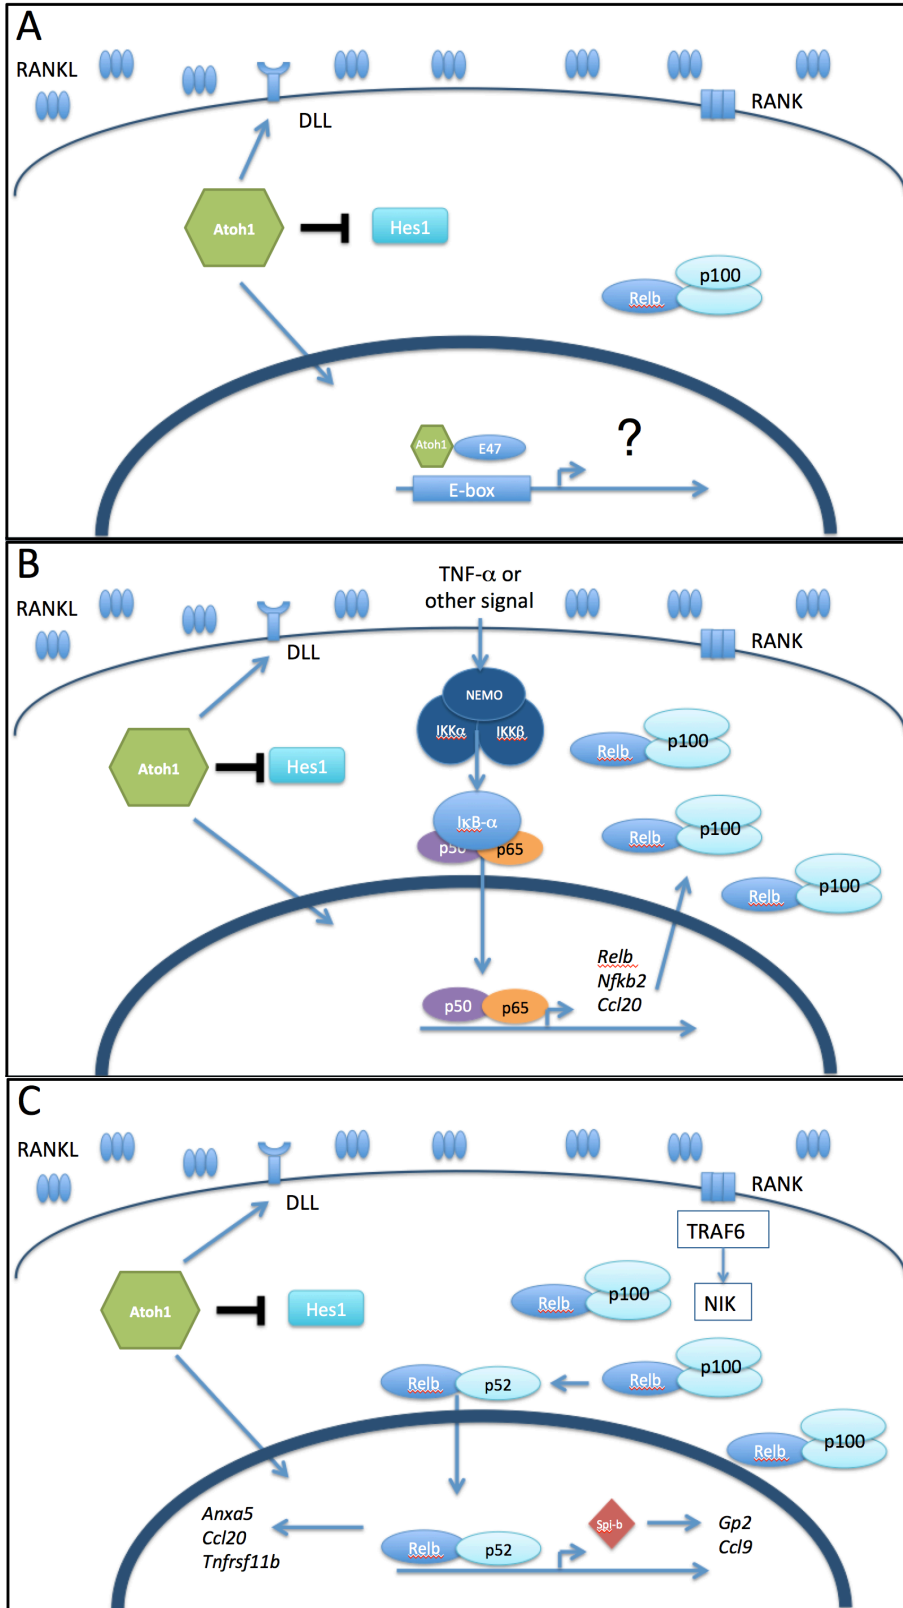 A
RANKL
DLL
RANK
Atoh1
Hes1
p100
Relb
?
Atoh1
E47
E-box
B
TNF-α or
other signal
RANKL
DLL
RANK
NEMO
IKKα
IKKβ
Atoh1
Hes1
Relb
p100
IκB-α
p50
p65
Relb
p100
Relb
p100
Relb
Nfkb2
Ccl20
p50
p65
C
RANKL
DLL
RANK
TRAF6
Atoh1
Hes1
Relb
p100
NIK
Relb
p52
Relb
p100
Relb
p100
Anxa5
Ccl20
Tnfrsf11b
Relb
p52
Spi-b
Gp2
Ccl9